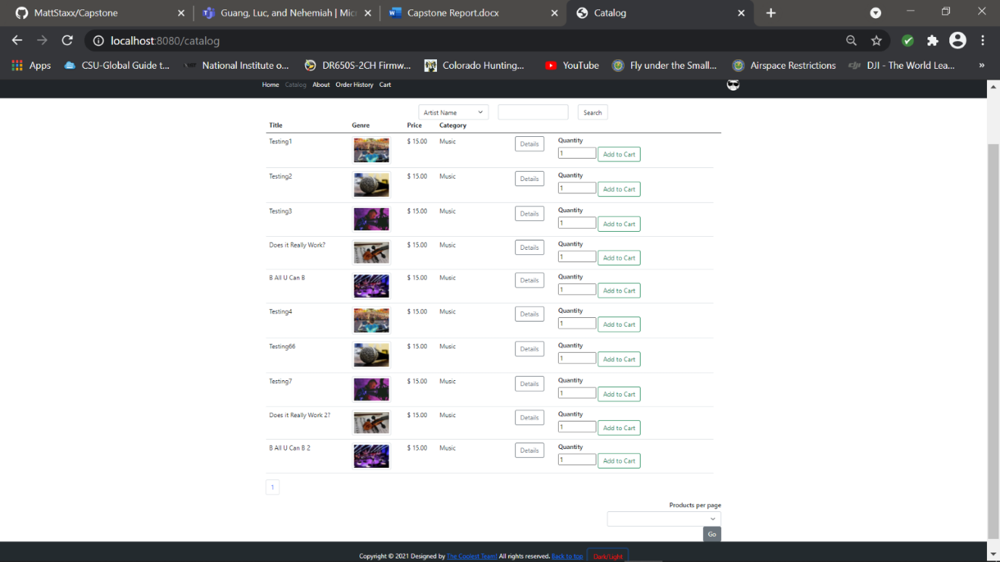 MattStaxx/Capstone
Guang, Luc, and Nehemiah | Mic
Capstone Report.docx
Catalog
localhost:8080/catalog
Apps
CSU-Global Guide t...
National Institute o...
DR650S-2CH Firmw...
Colorado Hunting...
YouTube
Fly under the Small...
Airspace Restrictions
DJI - The World Lea...
»
Home Catalog About Order History Cart
Artist Name Search
Title Genre Price Category
Testing1 $ 15.00 Music Details Quantity
1 Add to Cart
Testing2 $ 15.00 Music Details Quantity
1 Add to Cart
Testing3 $ 15.00 Music Details Quantity
1 Add to Cart
Does it Really Work? $ 15.00 Music Details Quantity
1 Add to Cart
B All U Can B $ 15.00 Music Details Quantity
1 Add to Cart
Testing4 $ 15.00 Music Details Quantity
1 Add to Cart
Testing66 $ 15.00 Music Details Quantity
1 Add to Cart
Testing7 $ 15.00 Music Details Quantity
1 Add to Cart
Does it Really Work 2? $ 15.00 Music Details Quantity
1 Add to Cart
B All U Can B 2 $ 15.00 Music Details Quantity
1 Add to Cart
1
Products per page
Go
Copyright © 2021 Designed by The Coolest Team! All rights reserved. Back to top Dark/Light